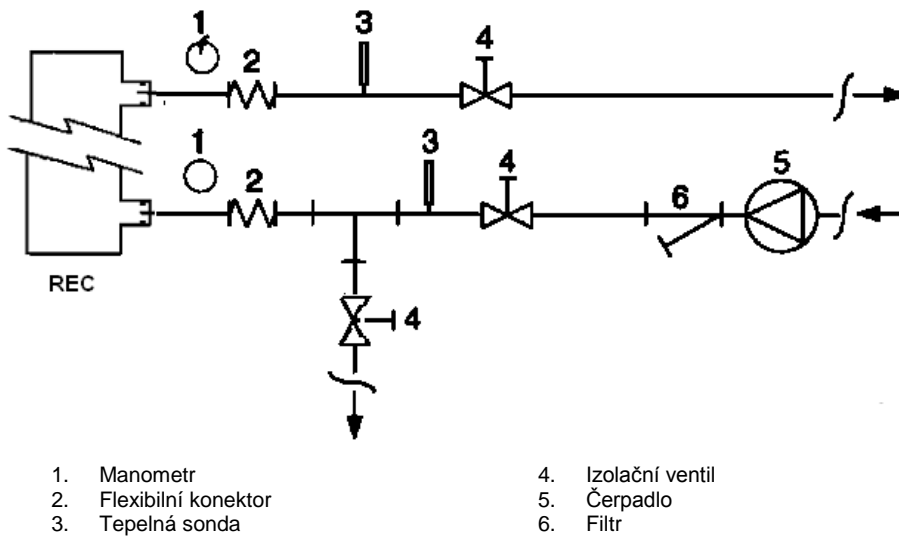 1
2
3
4
1
2
3
4
5
6
REC
4
1. Manometr
2. Flexibilní konektor
3. Tepelná sonda
4. Izolační ventil
5. Čerpadlo
6. Filtr